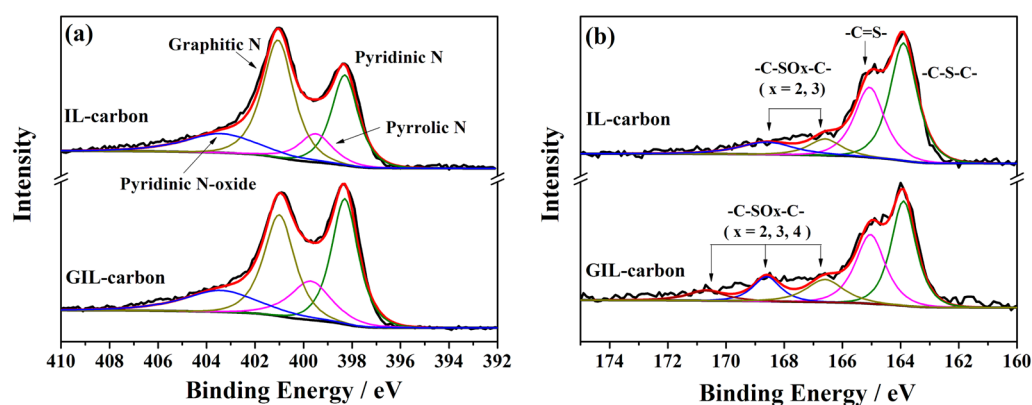 (a)
Graphitic N
Pyridinic N
IL-carbon
Pyrrolic N
Pyridinic N-oxide
GIL-carbon
Intensity
Intensity
410 408 406 404 402 400 398 396 394 392
Binding Energy / eV
(b)
-C=S-
-C-SOx-C-
( x = 2, 3)
-C-S-C-
IL-carbon
-C-SOx-C-
( x = 2, 3, 4 )
GIL-carbon
Intensity
Intensity
170 168 166 164 162 160
Binding Energy / eV